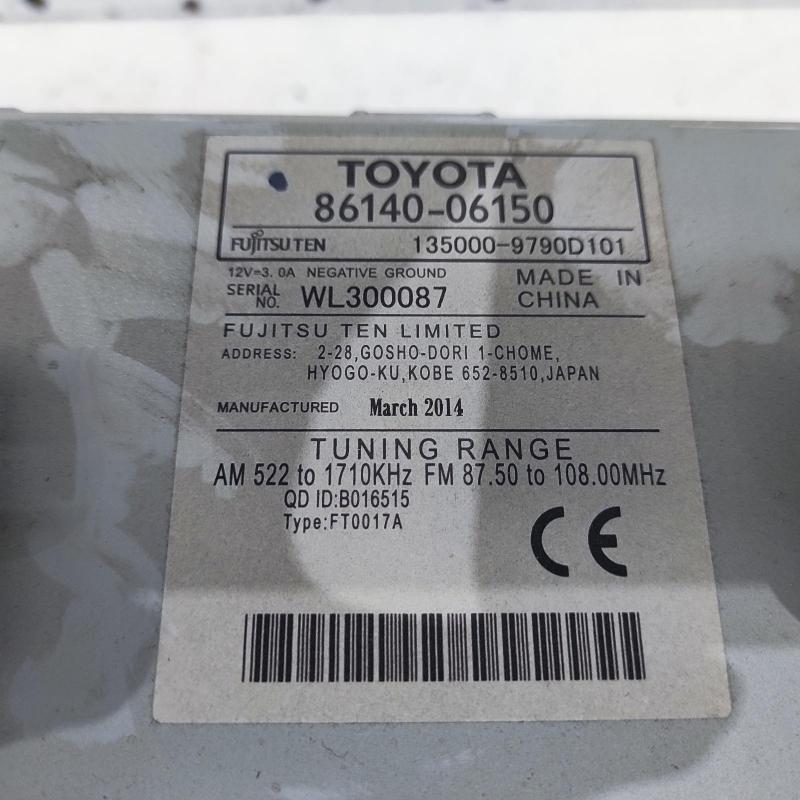 TOYOTA
86140-06150
FUJITSU TEN 135000-9790D101
12V⎓3.0A NEGATIVE GROUND
MADE IN
CHINA
SERIAL NO. WL300087
FUJITSU TEN LIMITED
ADDRESS: 2-28,GOSHO-DORI 1-CHOME,
HYOGO-KU,KOBE 652-8510,JAPAN
MANUFACTURED March 2014
TUNING RANGE
AM 522 to 1710KHz FM 87.50 to 108.00MHz
QD ID:B016515
Type:FT0017A
CE